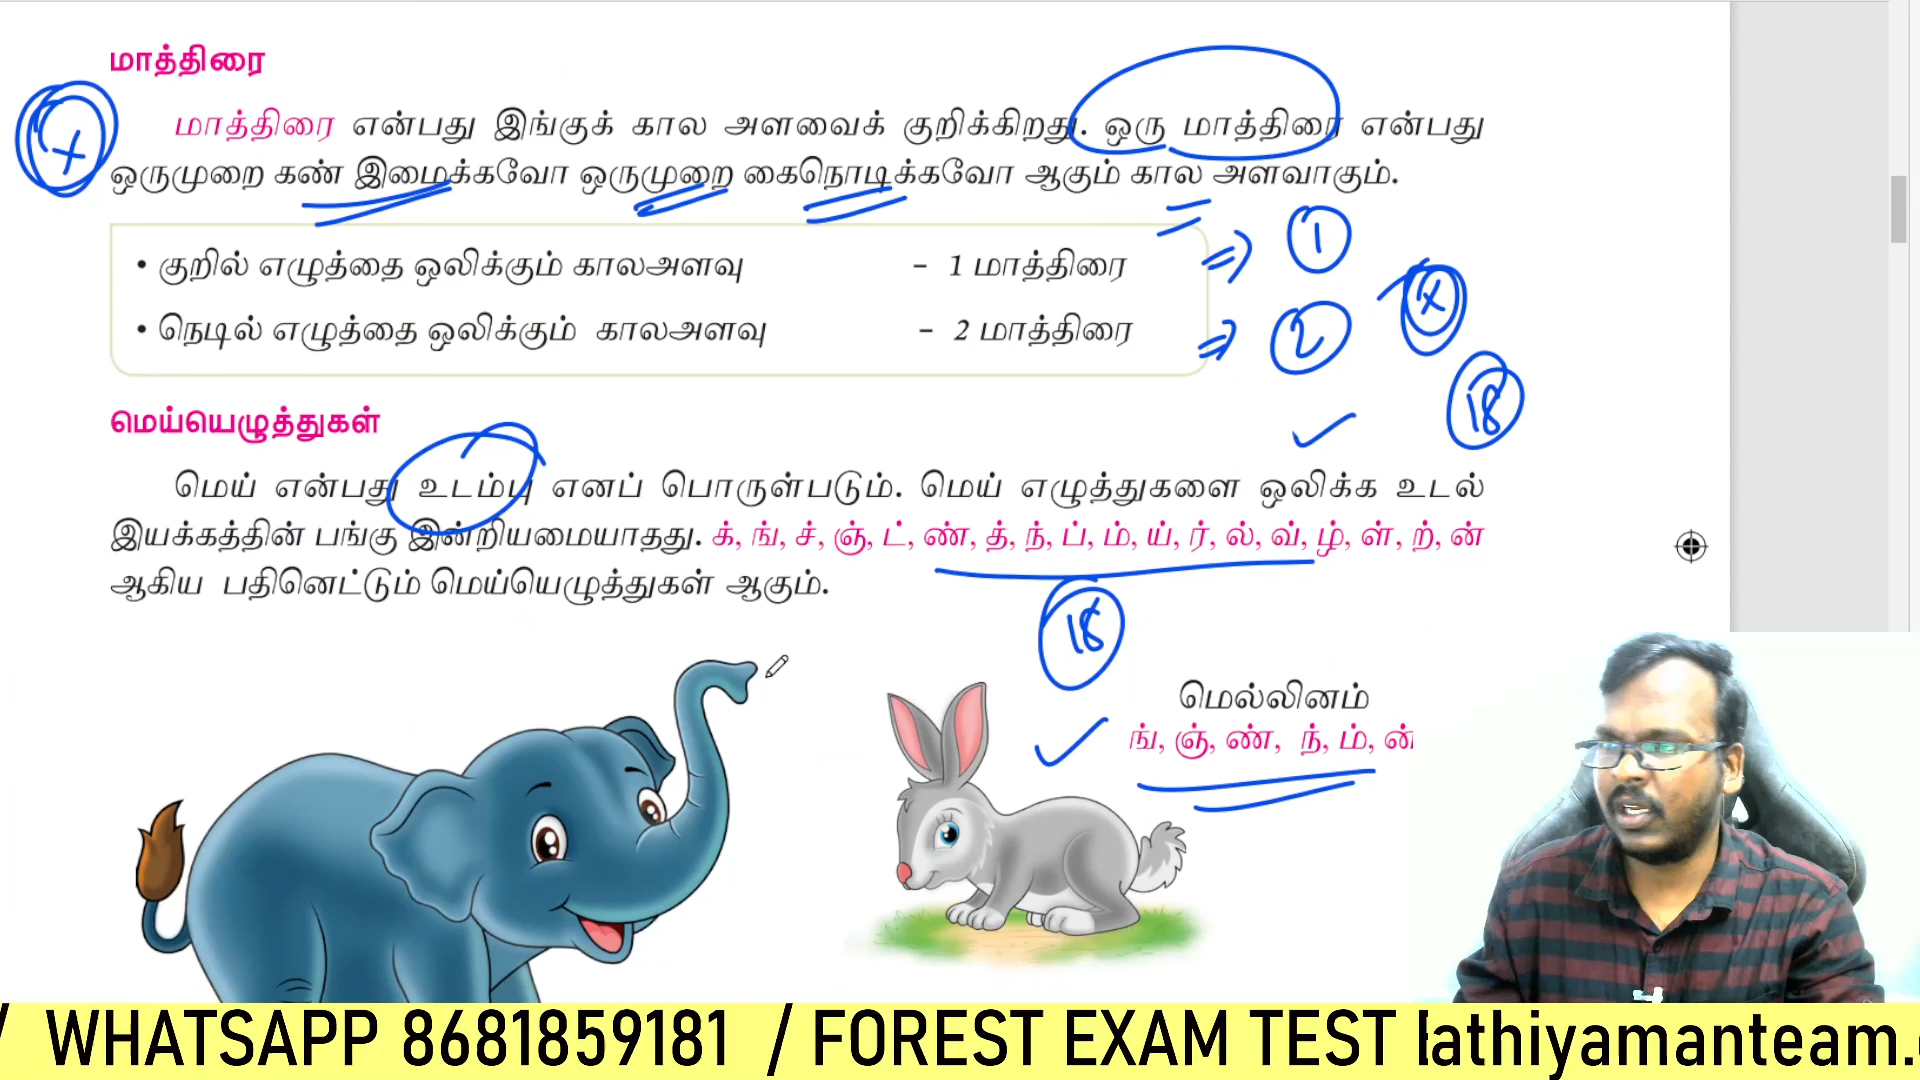 மாத்திரை
மாத்திரை என்பது இங்குக் கால அளவைக் குறிக்கிறது. ஒரு மாத்திரை என்பது
ஒருமுறை கண் இமைக்கவோ ஒருமுறை கைநொடிக்கவோ ஆகும் கால அளவாகும்.
• குறில் எழுத்தை ஒலிக்கும் காலஅளவு - 1 மாத்திரை ⇒ 1
• நெடில் எழுத்தை ஒலிக்கும் காலஅளவு - 2 மாத்திரை ⇒ 2
18
மெய்யெழுத்துகள்
மெய் என்பது உடம்பு எனப் பொருள்படும். மெய் எழுத்துகளை ஒலிக்க உடல்
இயக்கத்தின் பங்கு இன்றியமையாதது. க், ங், ச், ஞ், ட், ண், த், ந், ப், ம், ய், ர், ல், வ், ழ், ள், ற், ன்
ஆகிய பதினெட்டும் மெய்யெழுத்துகள் ஆகும்.
18
மெல்லினம்
ங், ஞ், ண், ந், ம், ன்
/ WHATSAPP 8681859181 / FOREST EXAM TEST athiyamanteam.